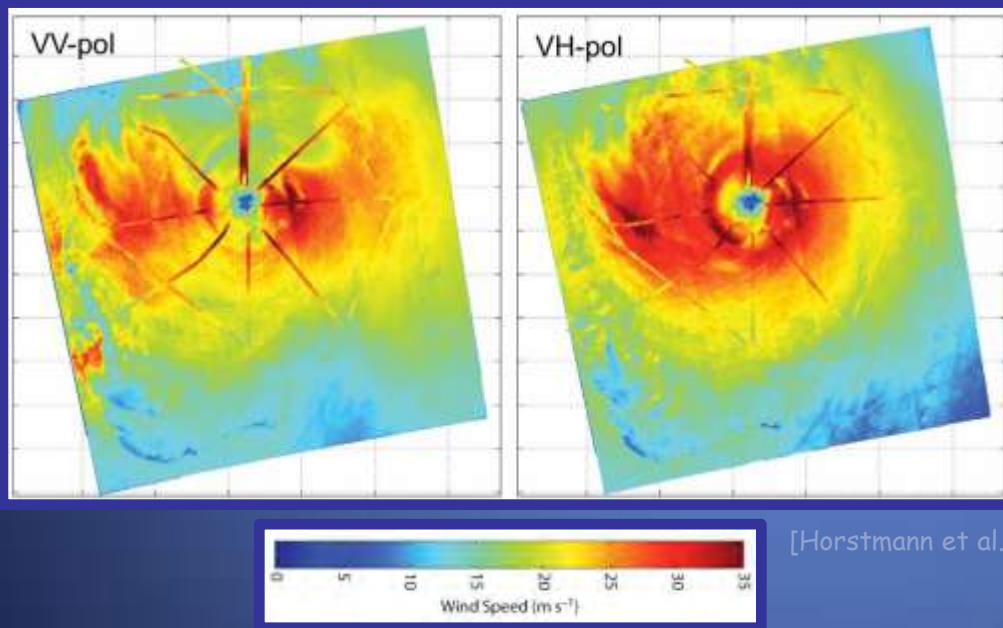 VV-pol
VH-pol
0 5 10 15 20 25 30 35
Wind Speed (m s⁻¹)
[Horstmann et al.